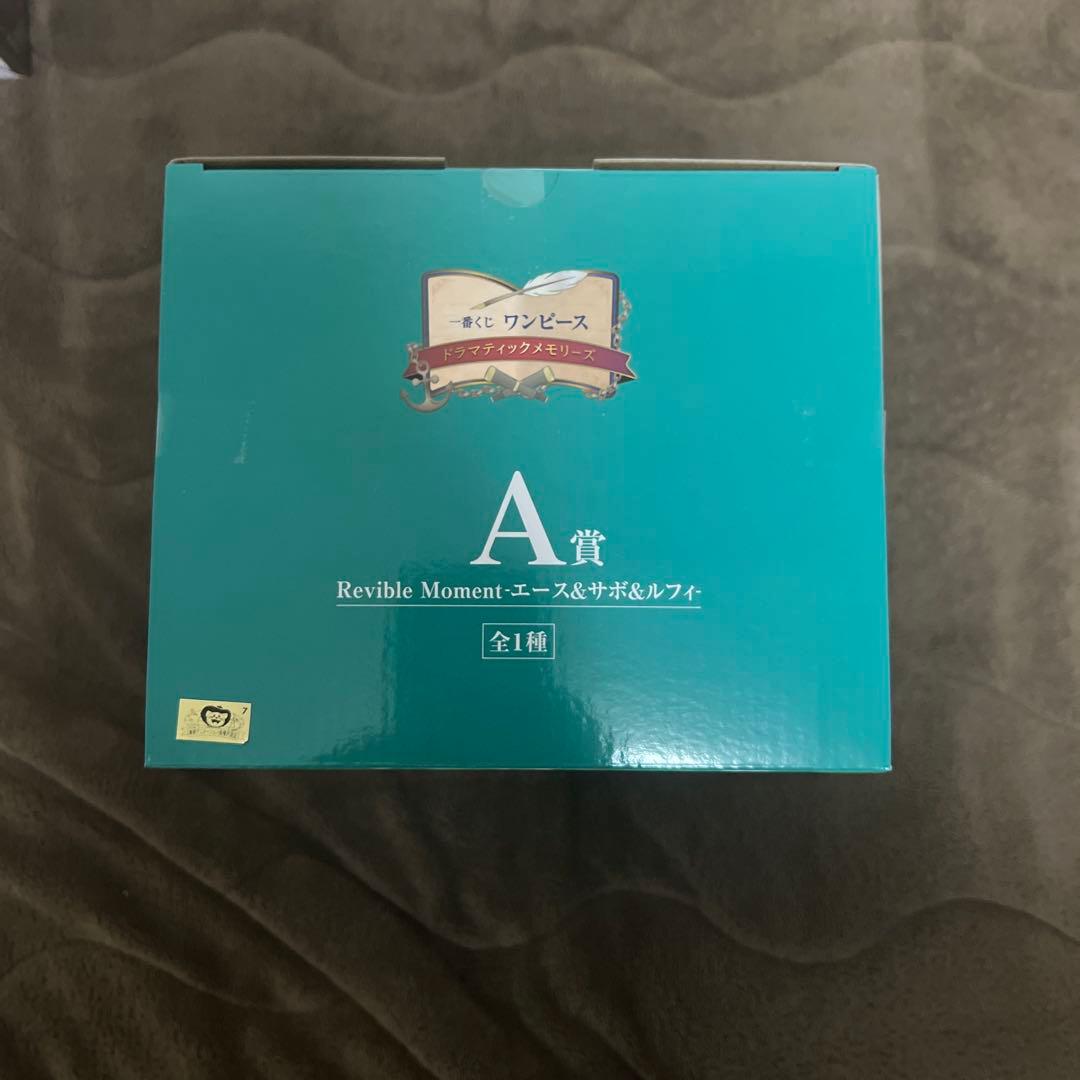 一番くじ ワンピース
ドラマティックメモリーズ
A賞
Revible Moment-エース&サボ&ルフィ-
全1種
7